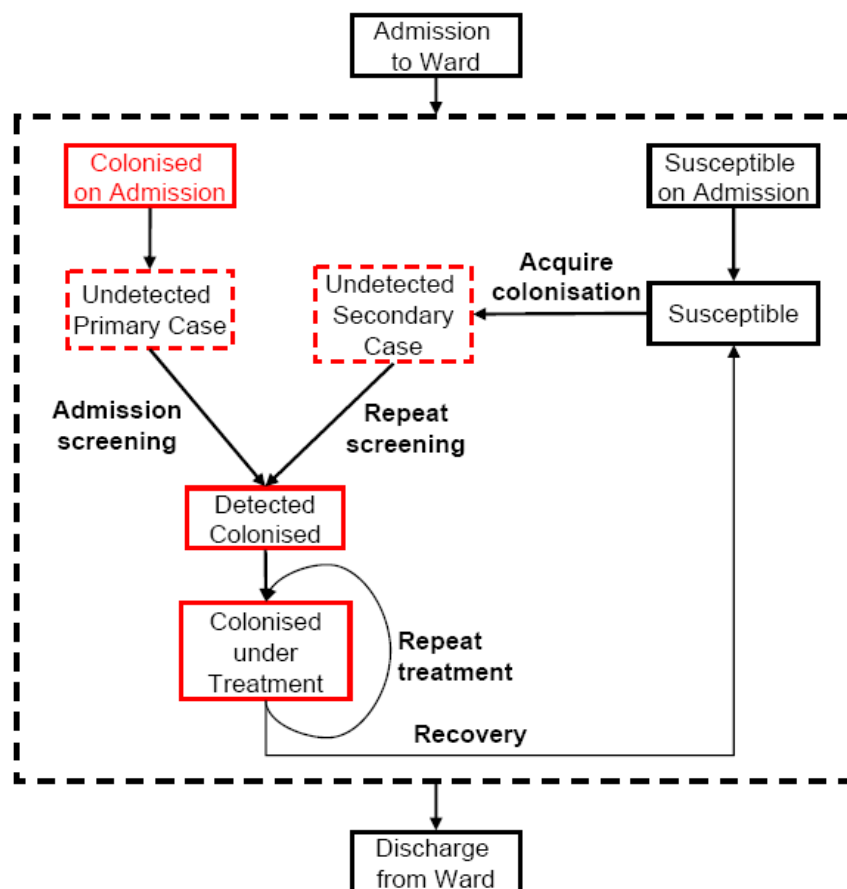 Admission
to Ward
Colonised
on Admission
Susceptible
on Admission
Undetected
Primary Case
Undetected
Secondary
Case
Acquire
colonisation
Susceptible
Admission
screening
Repeat
screening
Detected
Colonised
Colonised
under
Treatment
Repeat
treatment
Recovery
Discharge
from Ward